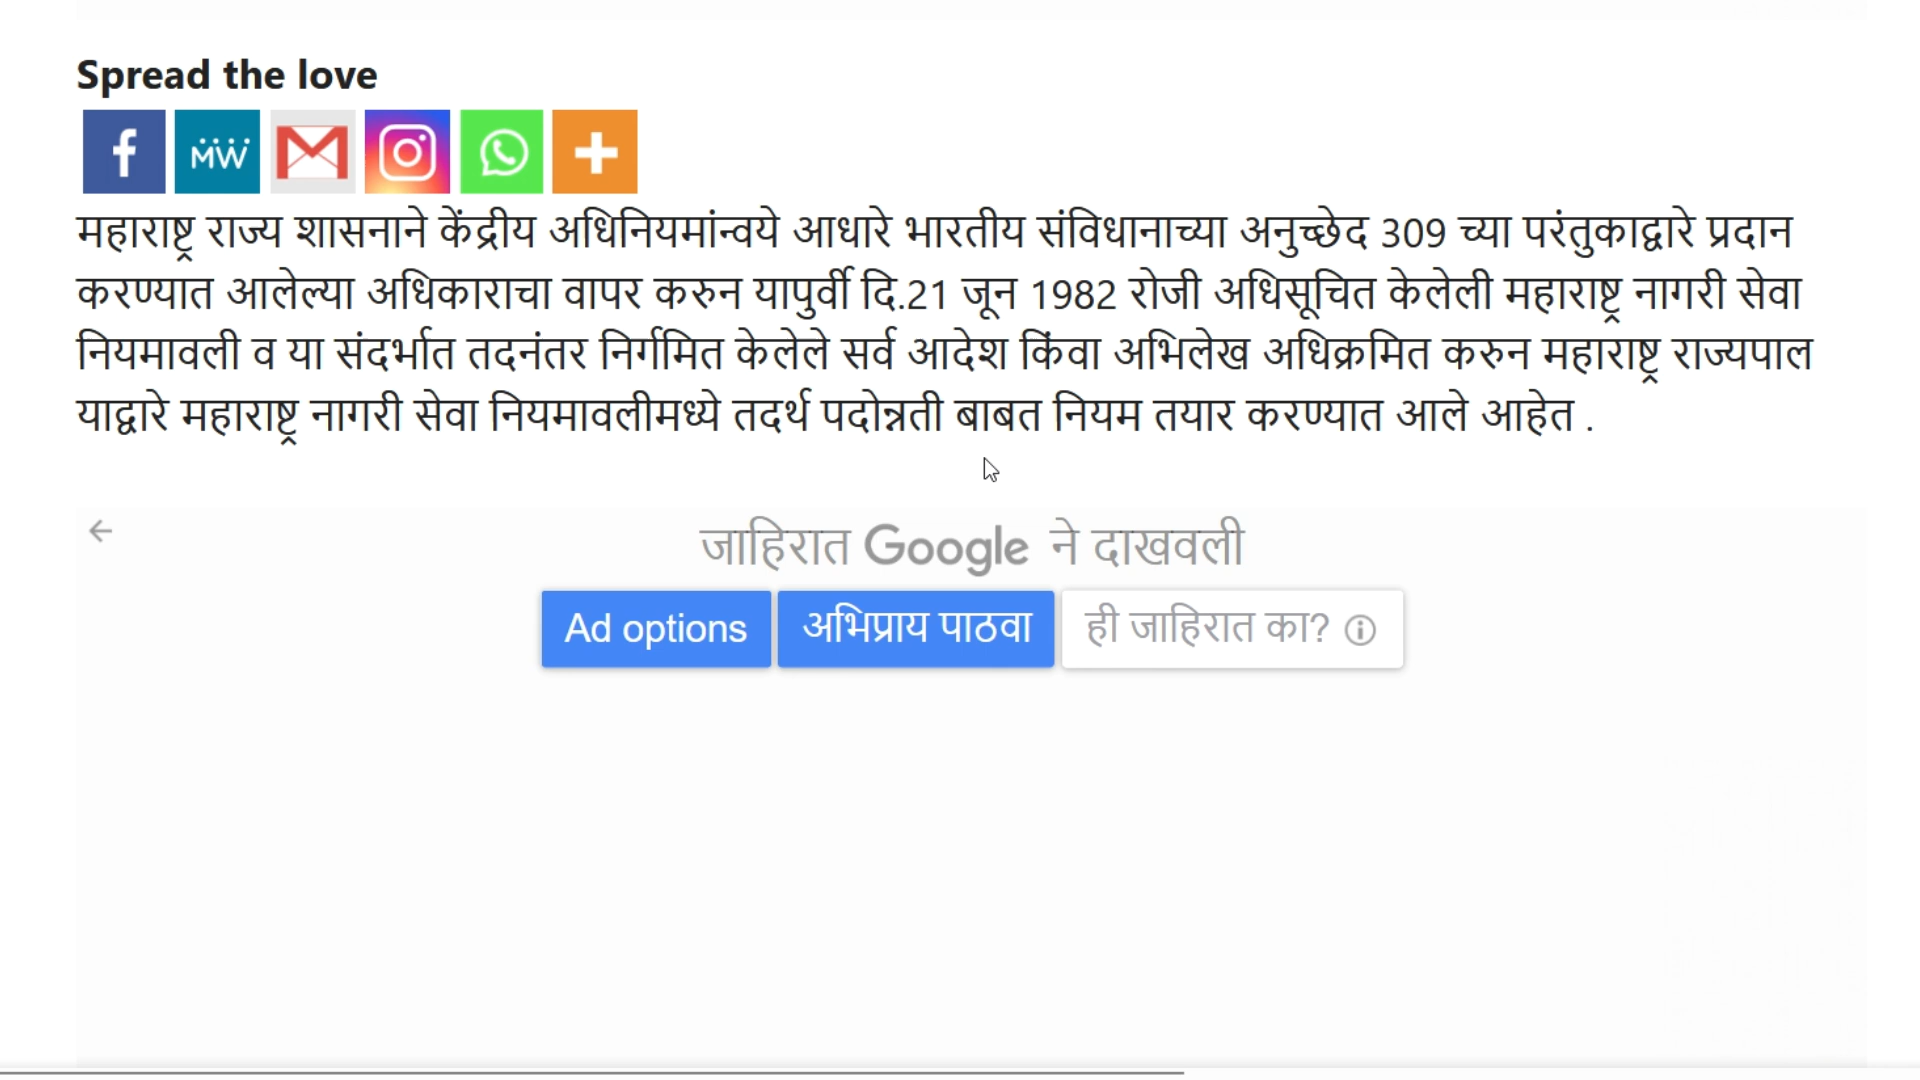 Spread the love
f MW M
महाराष्ट्र राज्य शासनाने केंद्रीय अधिनियमांन्वये आधारे भारतीय संविधानाच्या अनुच्छेद 309 च्या परंतुकाद्वारे प्रदान
करण्यात आलेल्या अधिकाराचा वापर करुन यापुर्वी दि.21 जून 1982 रोजी अधिसूचित केलेली महाराष्ट्र नागरी सेवा
नियमावली व या संदर्भात तदनंतर निर्गमित केलेले सर्व आदेश किंवा अभिलेख अधिक्रमित करुन महाराष्ट्र राज्यपाल
याद्वारे महाराष्ट्र नागरी सेवा नियमावलीमध्ये तदर्थ पदोन्नती बाबत नियम तयार करण्यात आले आहेत .
जाहिरात Google ने दाखवली
Ad options अभिप्राय पाठवा ही जाहिरात का?